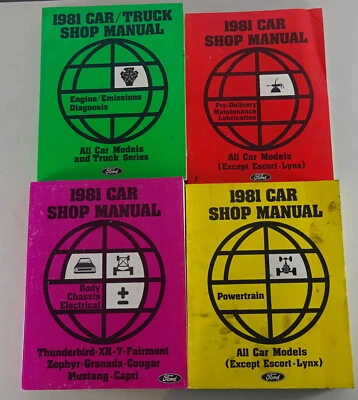 1981 CAR/TRUCK
SHOP MANUAL
Engine/Emissions
Diagnosis
All Car Models
and Truck Series
Ford
1981 CAR
SHOP MANUAL
Pre-Delivery
Maintenance
Lubrication
All Car Models
(Except Escort-Lynx)
1981 CAR
SHOP MANUAL
Body
Chassis
Electrical
Thunderbird-XR-7-Fairmont
Zephyr-Granada-Cougar
Mustang-Capri
Ford
1981 CAR
SHOP MANUAL
Powertrain
All Car Models
(Except Escort-Lynx)
Ford